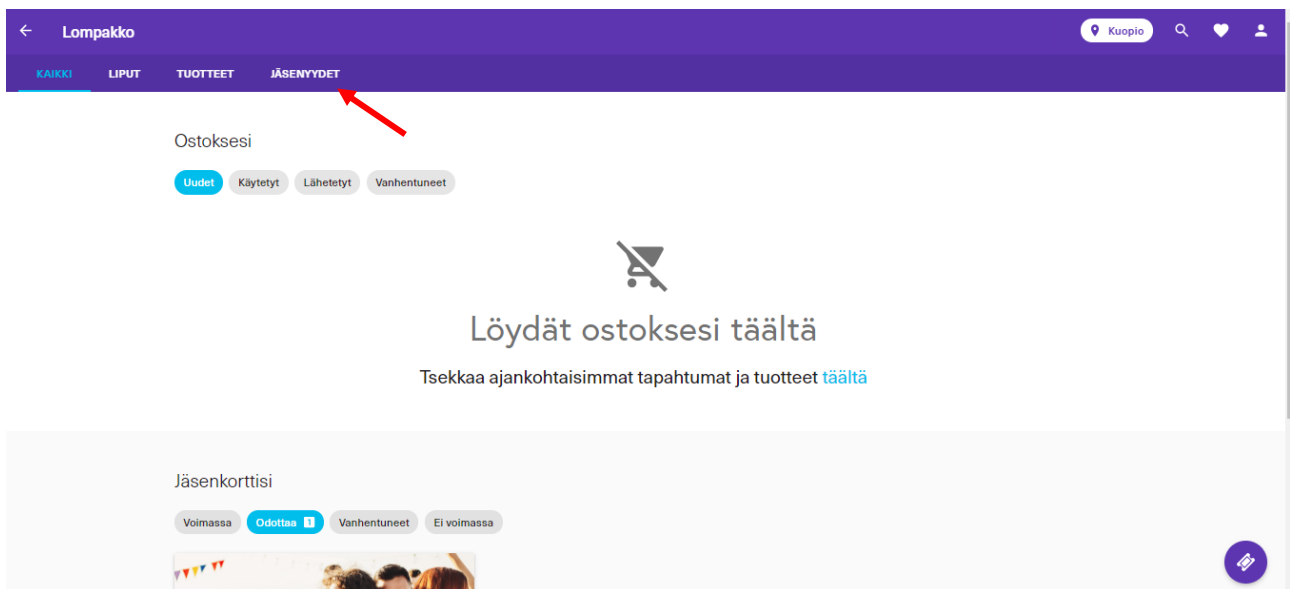 Lompakko
Kuopio
KAIKKI LIPUT TUOTTEET JÄSENYYDET
Ostoksesi
Uudet Käytetyt Lähetetyt Vanhentuneet
Löydät ostoksesi täältä
Tsekkaa ajankohtaisimmat tapahtumat ja tuotteet täältä
Jäsenkorttisi
Voimassa Odottaa 1 Vanhentuneet Ei voimassa